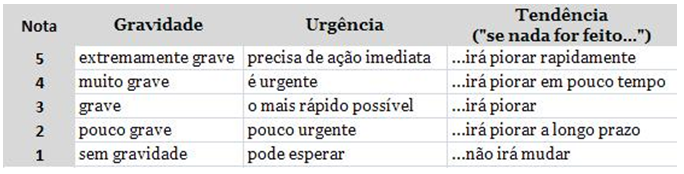 Nota Gravidade Urgência Tendência
("se nada for feito...")
5 extremamente grave precisa de ação imediata ...irá piorar rapidamente
4 muito grave é urgente ...irá piorar em pouco tempo
3 grave o mais rápido possível ...irá piorar
2 pouco grave pouco urgente ...irá piorar a longo prazo
1 sem gravidade pode esperar ...não irá mudar